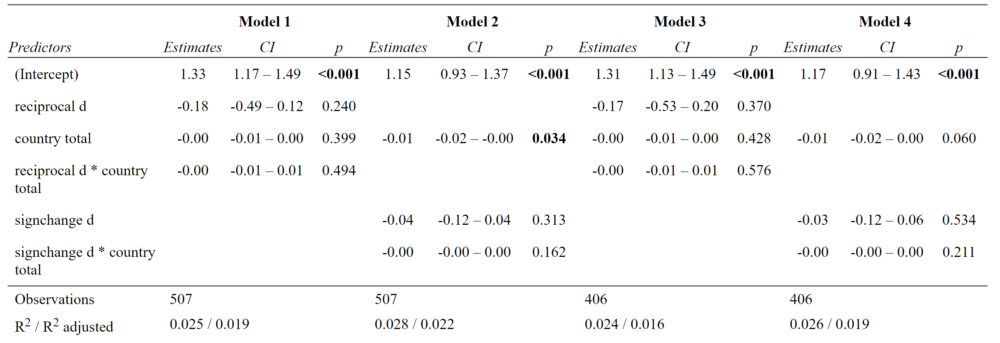 Model 1 Model 2 Model 3 Model 4
Predictors Estimates CI p Estimates CI p Estimates CI p Estimates CI p
(Intercept) 1.33 1.17 – 1.49 <0.001 1.15 0.93 – 1.37 <0.001 1.31 1.13 – 1.49 <0.001 1.17 0.91 – 1.43 <0.001
reciprocal d -0.18 -0.49 – 0.12 0.240 -0.17 -0.53 – 0.20 0.370
country total -0.00 -0.01 – 0.00 0.399 -0.01 -0.02 – -0.00 0.034 -0.00 -0.01 – 0.00 0.428 -0.01 -0.02 – 0.00 0.060
reciprocal d * country -0.00 -0.01 – 0.01 0.494 -0.00 -0.01 – 0.01 0.576
total
signchange d -0.04 -0.12 – 0.04 0.313 -0.03 -0.12 – 0.06 0.534
signchange d * country -0.00 -0.00 – 0.00 0.162 -0.00 -0.00 – 0.00 0.211
total
Observations 507 507 406 406
R² / R² adjusted 0.025 / 0.019 0.028 / 0.022 0.024 / 0.016 0.026 / 0.019